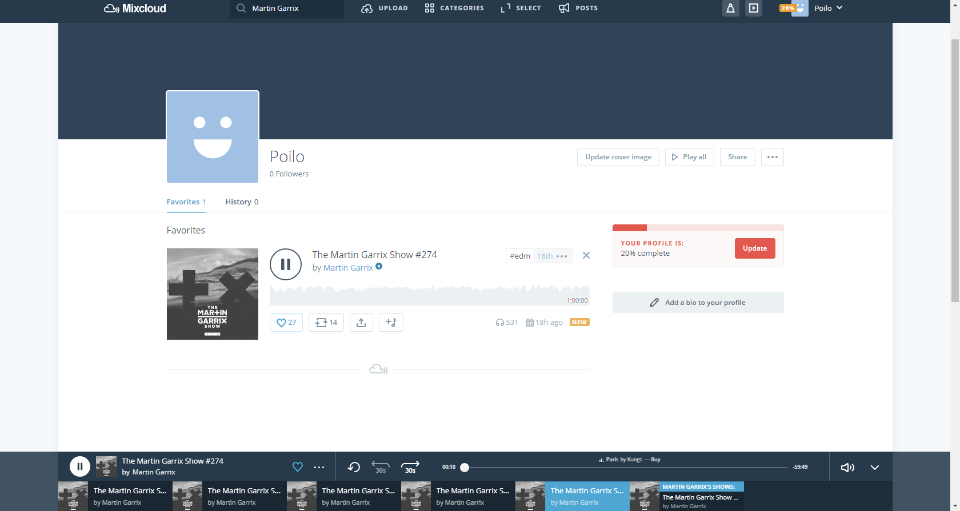 Mixcloud
Martin Garrix
UPLOAD
CATEGORIES
SELECT
POSTS
20%
Poilo
Poilo
0 Followers
Update cover image
Play all
Share
Favorites 1
History 0
Favorites
The Martin Garrix Show #274
by Martin Garrix
#edm
1:00:00
THE
MARTIN
GARRIX
SHOW
27
14
531
18h ago
NEW
YOUR PROFILE IS:
20% complete
Update
Add a bio to your profile
The Martin Garrix Show #274
by Martin Garrix
30s
30s
00:10
Paris by Kungs — Buy
-59:49
The Martin Garrix S...
by Martin Garrix
The Martin Garrix S...
by Martin Garrix
The Martin Garrix S...
by Martin Garrix
The Martin Garrix S...
by Martin Garrix
The Martin Garrix S...
by Martin Garrix
MARTIN GARRIX'S SHOWS:
The Martin Garrix Show ...
by Martin Garrix